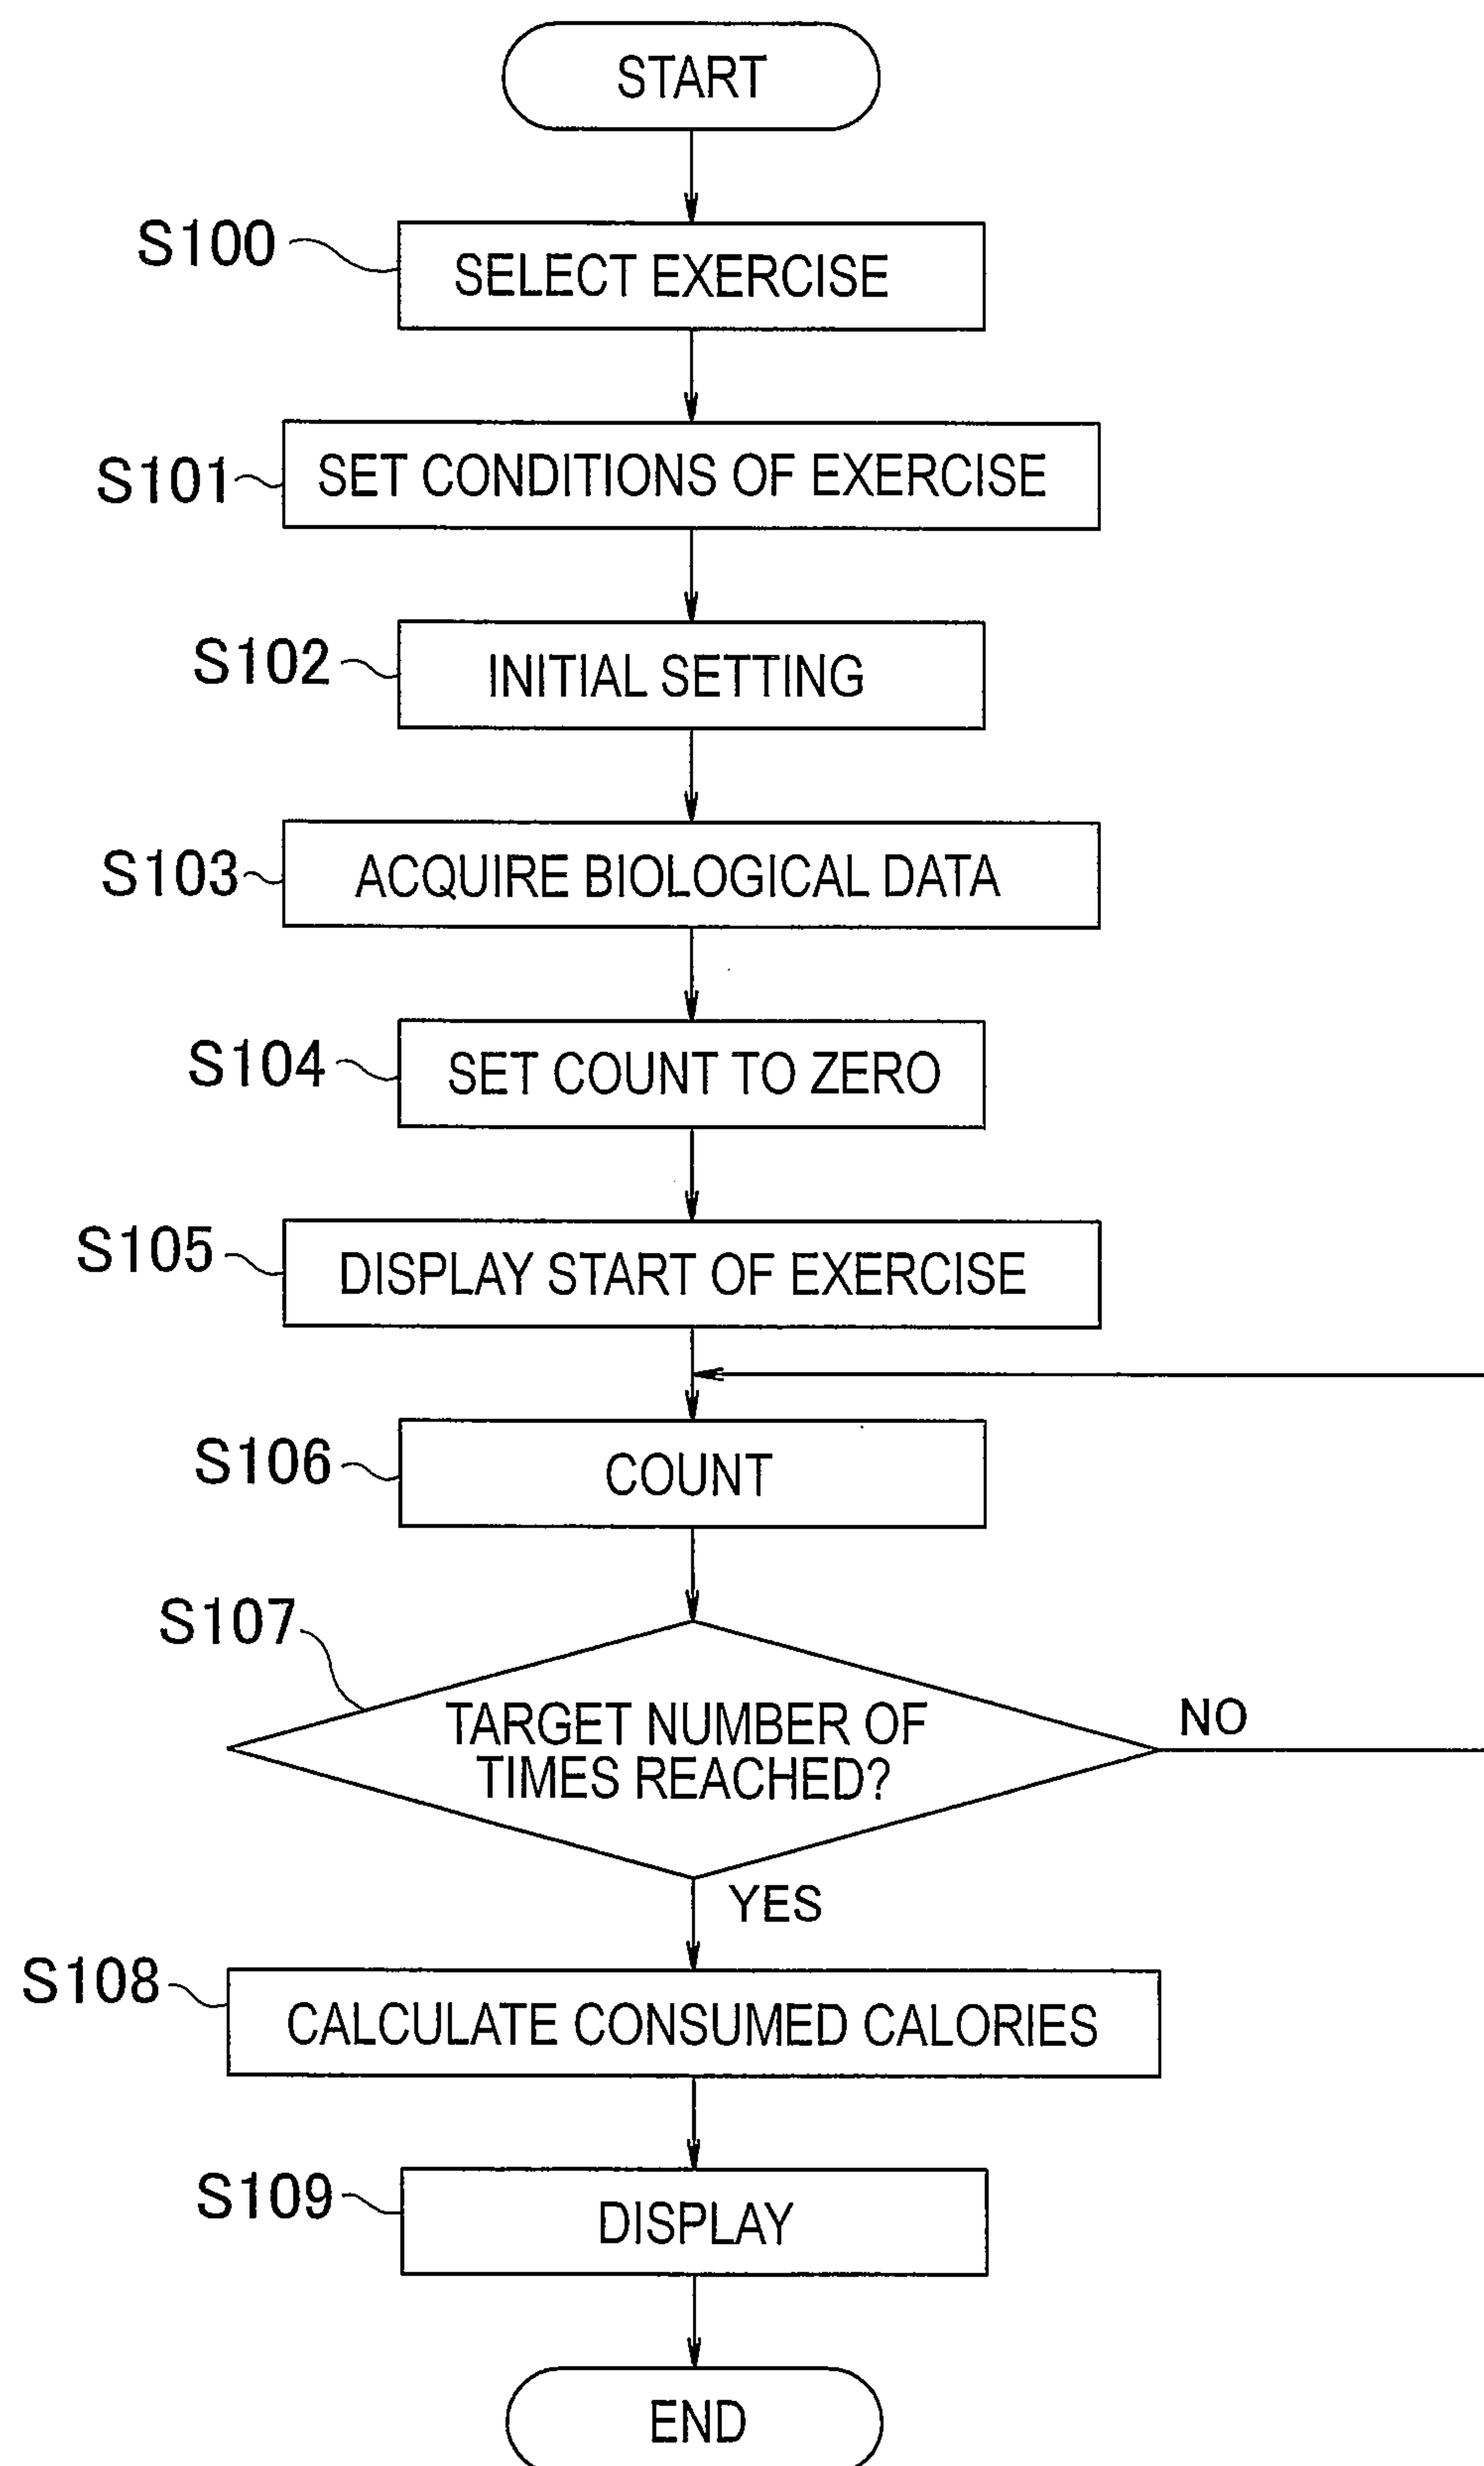 START
S100
SELECT EXERCISE
S101
SET CONDITIONS OF EXERCISE
S102
INITIAL SETTING
S103
ACQUIRE BIOLOGICAL DATA
S104
SET COUNT TO ZERO
S105
DISPLAY START OF EXERCISE
S106
COUNT
S107
TARGET NUMBER OF
TIMES REACHED?
NO
YES
S108
CALCULATE CONSUMED CALORIES
S109
DISPLAY
END